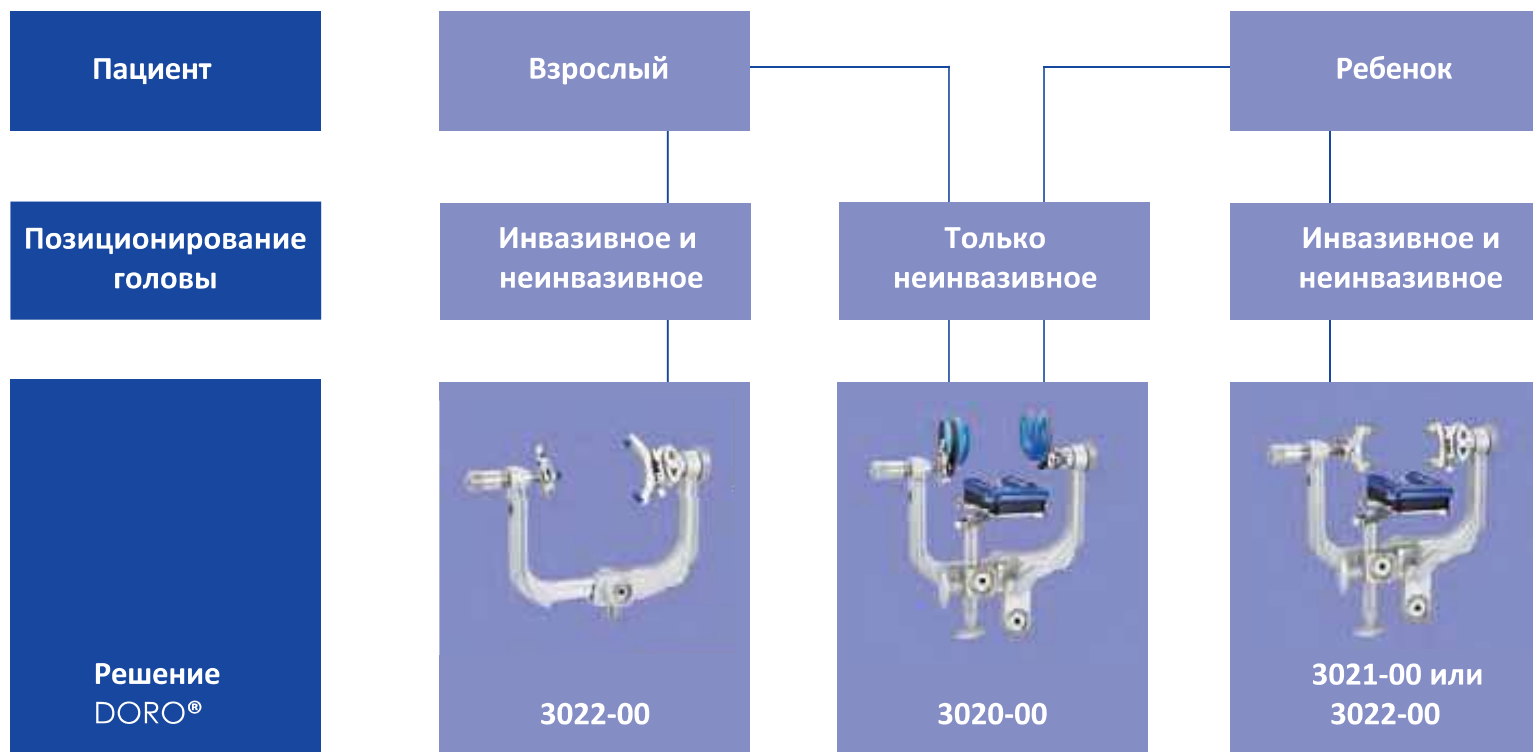 Пациент
Взрослый
Ребенок
Позиционирование
головы
Инвазивное и
неинвазивное
Только
неинвазивное
Инвазивное и
неинвазивное
Решение
DORO®
3022-00
3020-00
3021-00 или
3022-00